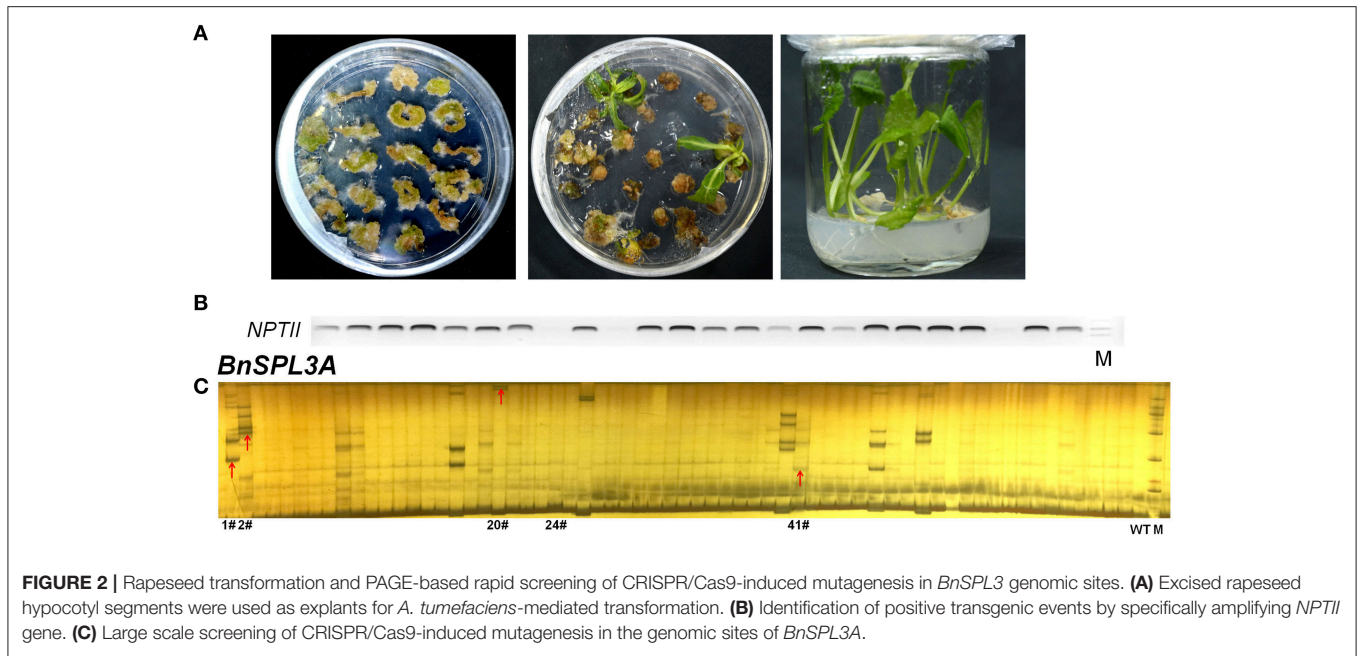 A
B
NPTII
M
BnSPL3A
C
1# 2# 20# 24# 41# WT M
FIGURE 2 | Rapeseed transformation and PAGE-based rapid screening of CRISPR/Cas9-induced mutagenesis in BnSPL3 genomic sites. (A) Excised rapeseed
hypocotyl segments were used as explants for A. tumefaciens-mediated transformation. (B) Identification of positive transgenic events by specifically amplifying NPTII
gene. (C) Large scale screening of CRISPR/Cas9-induced mutagenesis in the genomic sites of BnSPL3A.